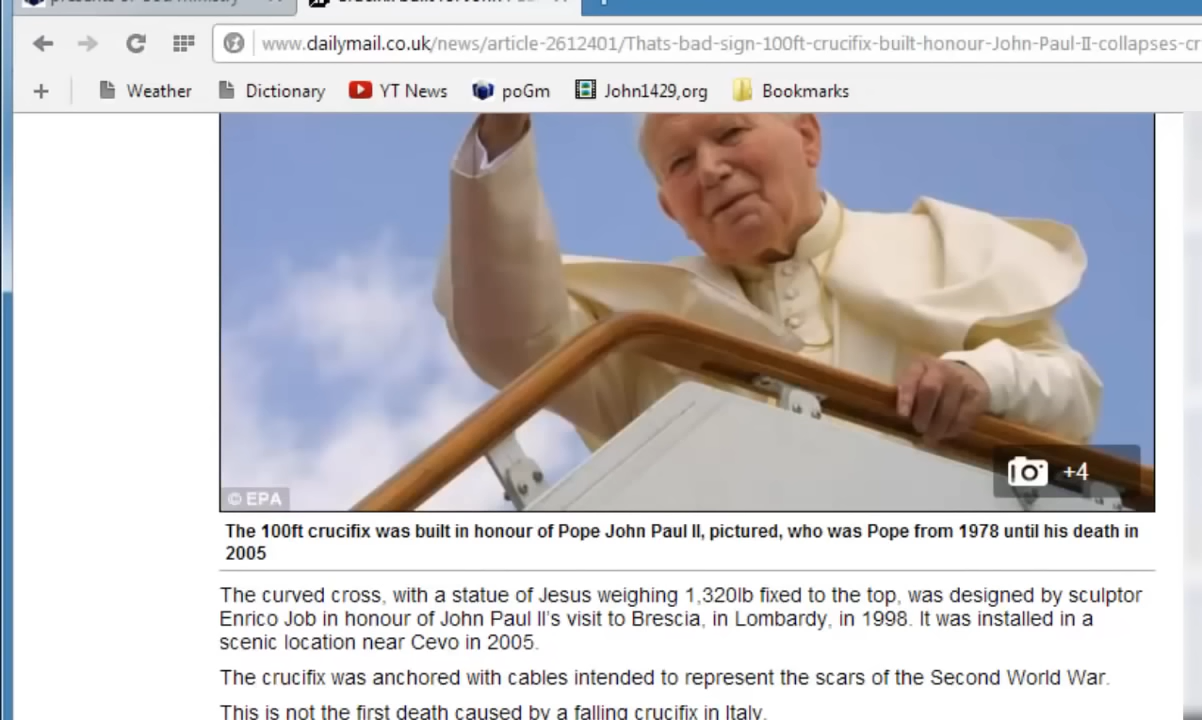 www.dailymail.co.uk/news/article-2612401/Thats-bad-sign-100ft-crucifix-built-honour-John-Paul-II-collapses-cr
Weather Dictionary YT News poGm John1429,org Bookmarks
+4
© EPA
The 100ft crucifix was built in honour of Pope John Paul II, pictured, who was Pope from 1978 until his death in
2005
The curved cross, with a statue of Jesus weighing 1,320lb fixed to the top, was designed by sculptor
Enrico Job in honour of John Paul II's visit to Brescia, in Lombardy, in 1998. It was installed in a
scenic location near Cevo in 2005.
The crucifix was anchored with cables intended to represent the scars of the Second World War.
This is not the first death caused by a falling crucifix in Italy.